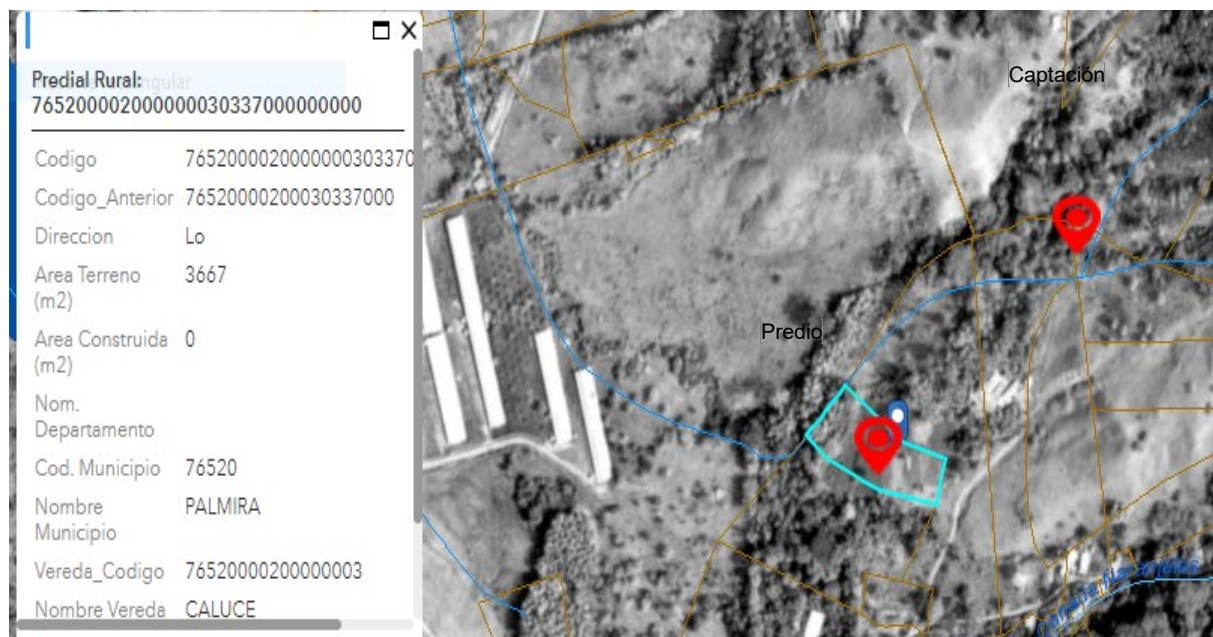 Predial Rural:
765200002000000030337000000000
Codigo 7652000020000000303370
Codigo_Anterior 76520000200030337000
Direccion Lo
Area Terreno
(m2) 3667
Area Construida
(m2) 0
Nom.
Departamento
Cod. Municipio 76520
Nombre
Municipio PALMIRA
Vereda_Codigo 76520000200000003
Nombre Vereda CALUCE
Captación
Predio